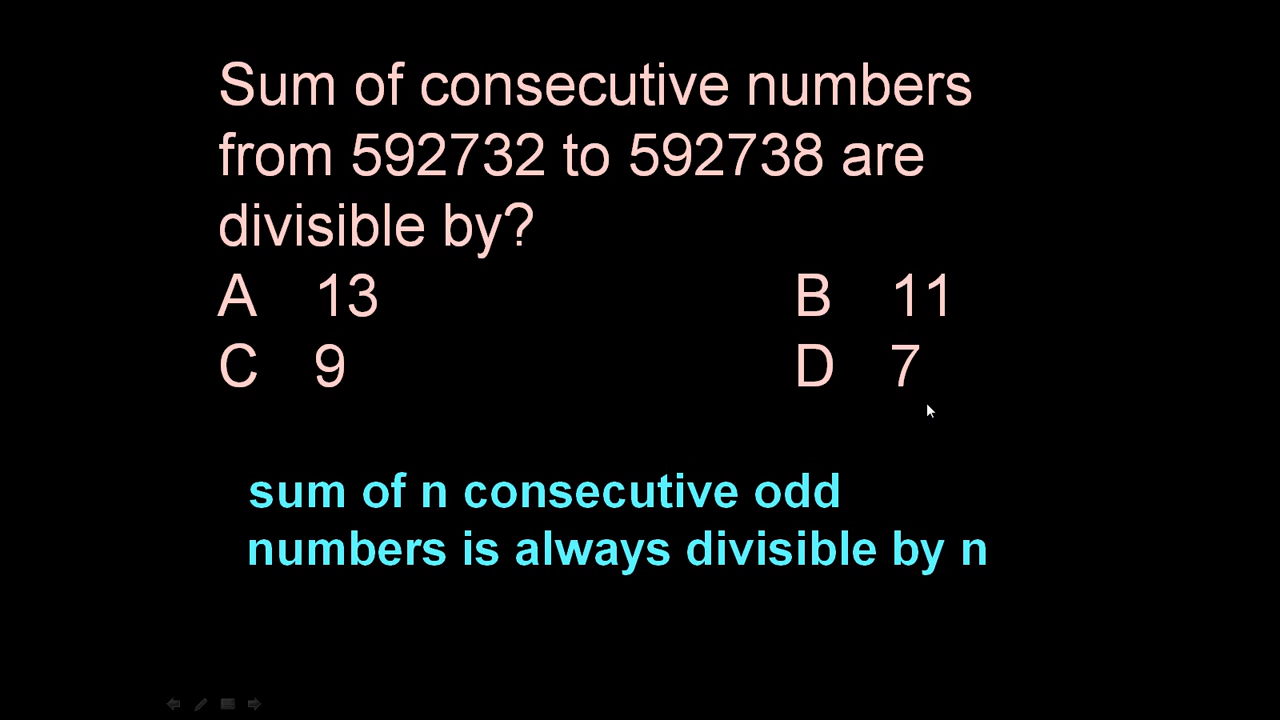 Sum of consecutive numbers
from 592732 to 592738 are
divisible by?
A 13 B 11
C 9 D 7
sum of n consecutive odd
numbers is always divisible by n